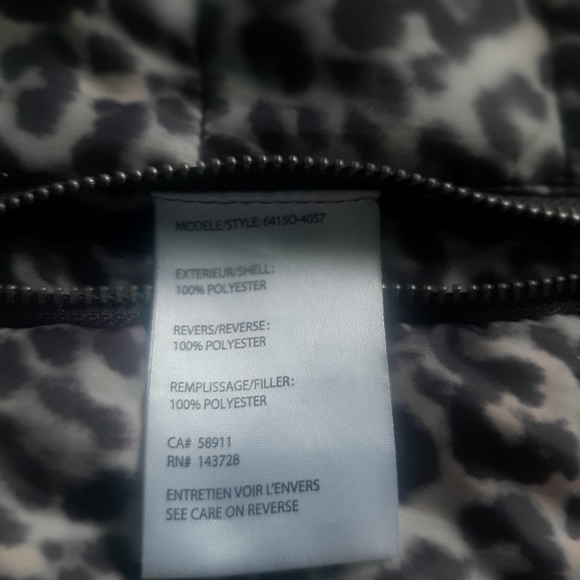 MODELE/STYLE: 6415O-4057
EXTERIEUR/SHELL:
100% POLYESTER
REVERS/REVERSE:
100% POLYESTER
REMPLISSAGE/FILLER:
100% POLYESTER
CA# 58911
RN# 143728
ENTRETIEN VOIR L'ENVERS
SEE CARE ON REVERSE